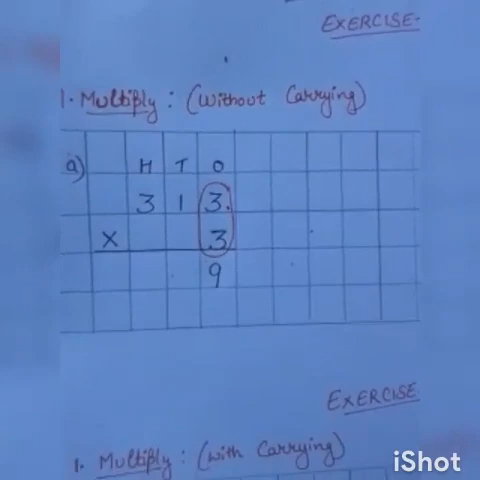 EXERCISE-
1. Multiply : (Without Carrying)
a) H T O
3 1 3.
X 3
9
EXERCISE
1. Multiply : (with Carrying)
iShot